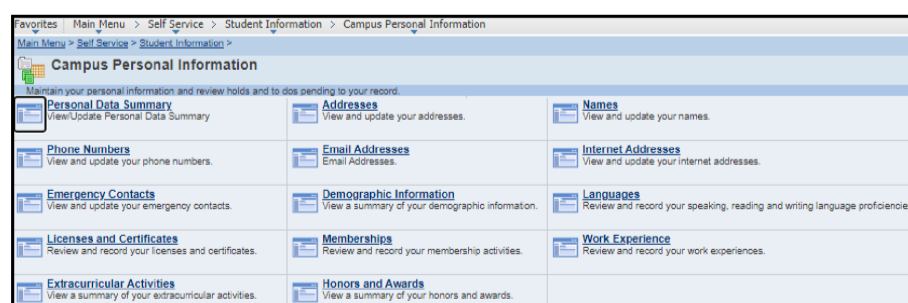 Favorites Main Menu > Self Service > Student Information > Campus Personal Information
Main Menu > Self Service > Student Information >
Campus Personal Information
Maintain your personal information and review holds and to dos pending to your record.
Personal Data Summary
View/Update Personal Data Summary
Addresses
View and update your addresses.
Names
View and update your names.
Phone Numbers
View and update your phone numbers.
Email Addresses
Email Addresses.
Internet Addresses
View and update your internet addresses.
Emergency Contacts
View and update your emergency contacts.
Demographic Information
View a summary of your demographic information.
Languages
Review and record your speaking, reading and writing language proficiencie
Licenses and Certificates
Review and record your licenses and certificates.
Memberships
Review and record your membership activities.
Work Experience
Review and record your work experiences.
Extracurricular Activities
View a summary of your extracurricular activities.
Honors and Awards
View a summary of your honors and awards.